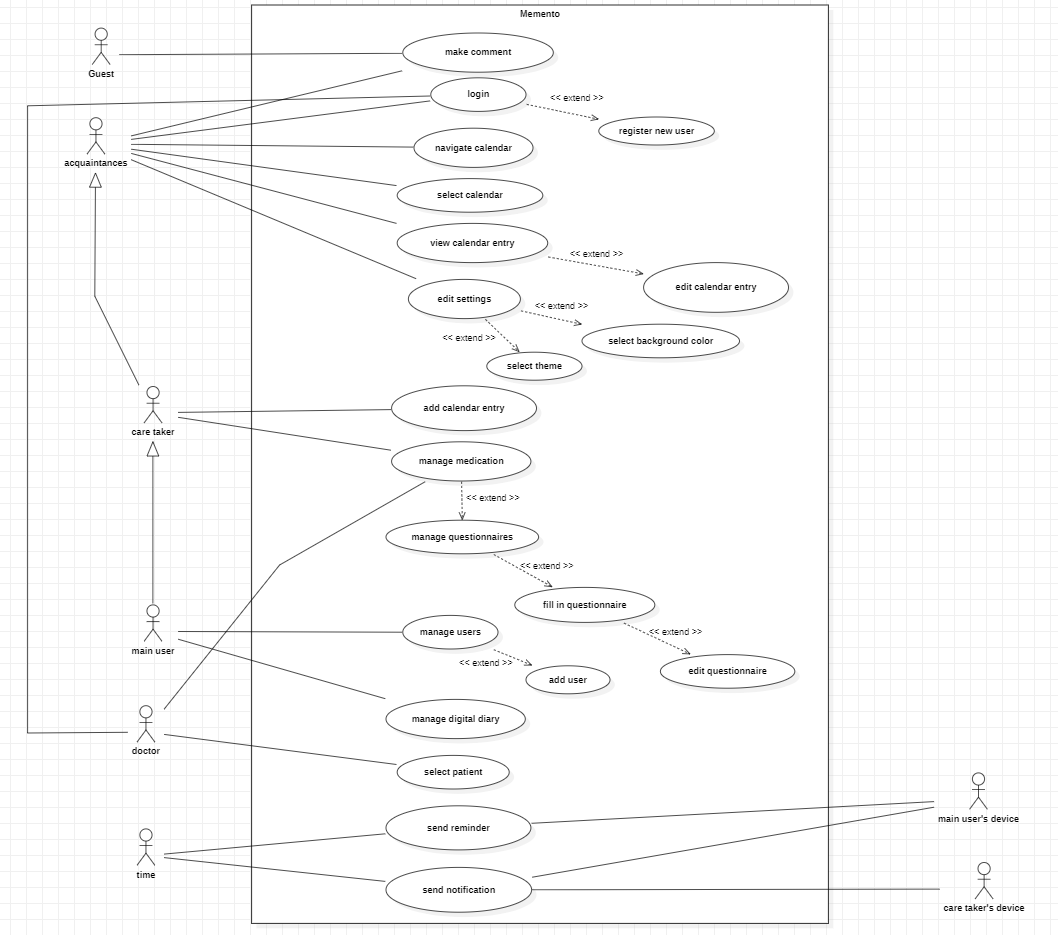 Memento
make comment
Guest
login
<< extend >>
register new user
acquaintances
navigate calendar
select calendar
view calendar entry
<< extend >>
edit calendar entry
edit settings
<< extend >>
<< extend >>
select background color
select theme
add calendar entry
care taker
manage medication
<< extend >>
manage questionnaires
<< extend >>
fill in questionnaire
manage users
<< extend >>
main user
<< extend >>
edit questionnaire
add user
manage digital diary
doctor
select patient
send reminder
main user's device
time
send notification
care taker's device